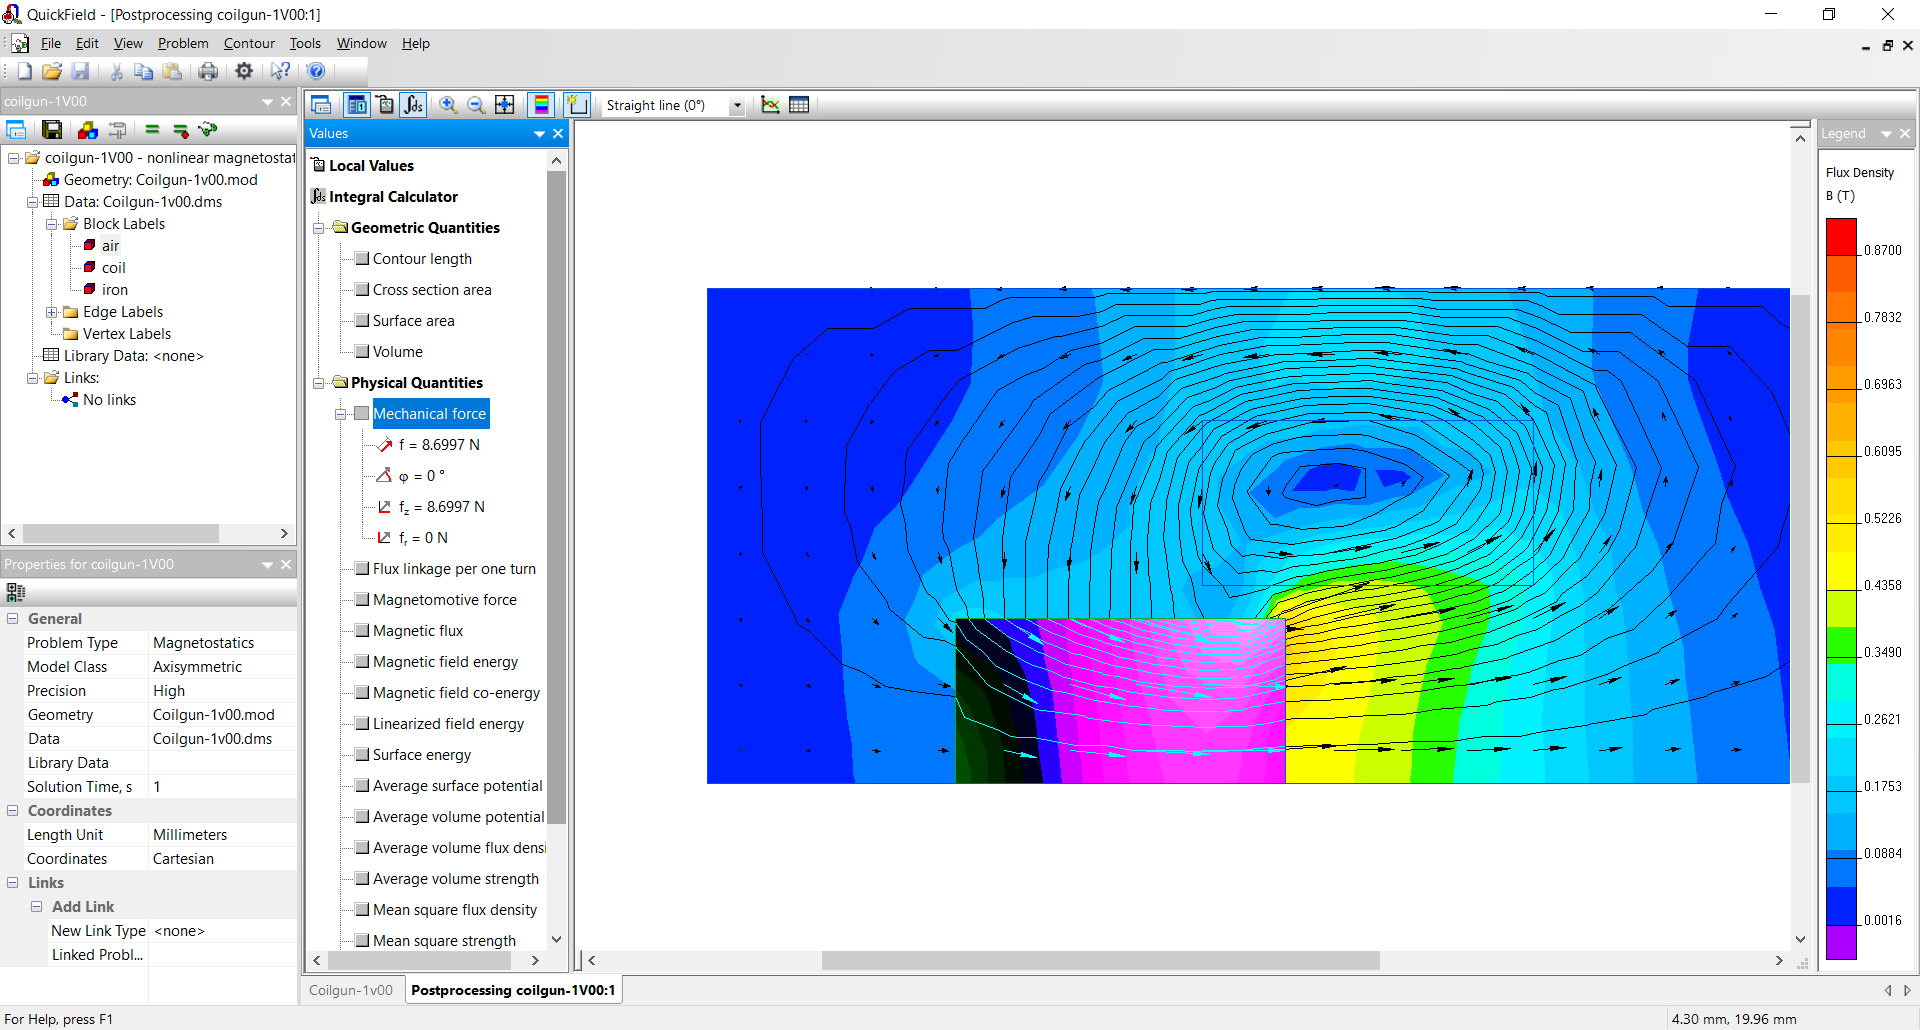 QuickField - [Postprocessing coilgun-1V00:1]
File Edit View Problem Contour Tools Window Help
coilgun-1V00
coilgun-1V00 - nonlinear magnetostat
Geometry: Coilgun-1v00.mod
Data: Coilgun-1v00.dms
Block Labels
air
coil
iron
Edge Labels
Vertex Labels
Library Data: <none>
Links:
No links
Properties for coilgun-1V00
General
Problem Type Magnetostatics
Model Class Axisymmetric
Precision High
Geometry Coilgun-1v00.mod
Data Coilgun-1v00.dms
Library Data
Solution Time, s 1
Coordinates
Length Unit Millimeters
Coordinates Cartesian
Links
Add Link
New Link Type <none>
Linked Probl...
Straight line (0°)
Values
Local Values
Integral Calculator
Geometric Quantities
Contour length
Cross section area
Surface area
Volume
Physical Quantities
Mechanical force
f = 8.6997 N
φ = 0 °
fz = 8.6997 N
fr = 0 N
Flux linkage per one turn
Magnetomotive force
Magnetic flux
Magnetic field energy
Magnetic field co-energy
Linearized field energy
Surface energy
Average surface potential
Average volume potential
Average volume flux densi
Average volume strength
Mean square flux density
Mean square strength
Legend
Flux Density
B (T)
0.8700
0.7832
0.6963
0.6095
0.5226
0.4358
0.3490
0.2621
0.1753
0.0884
0.0016
Coilgun-1v00 Postprocessing coilgun-1V00:1
For Help, press F1
4.30 mm, 19.96 mm